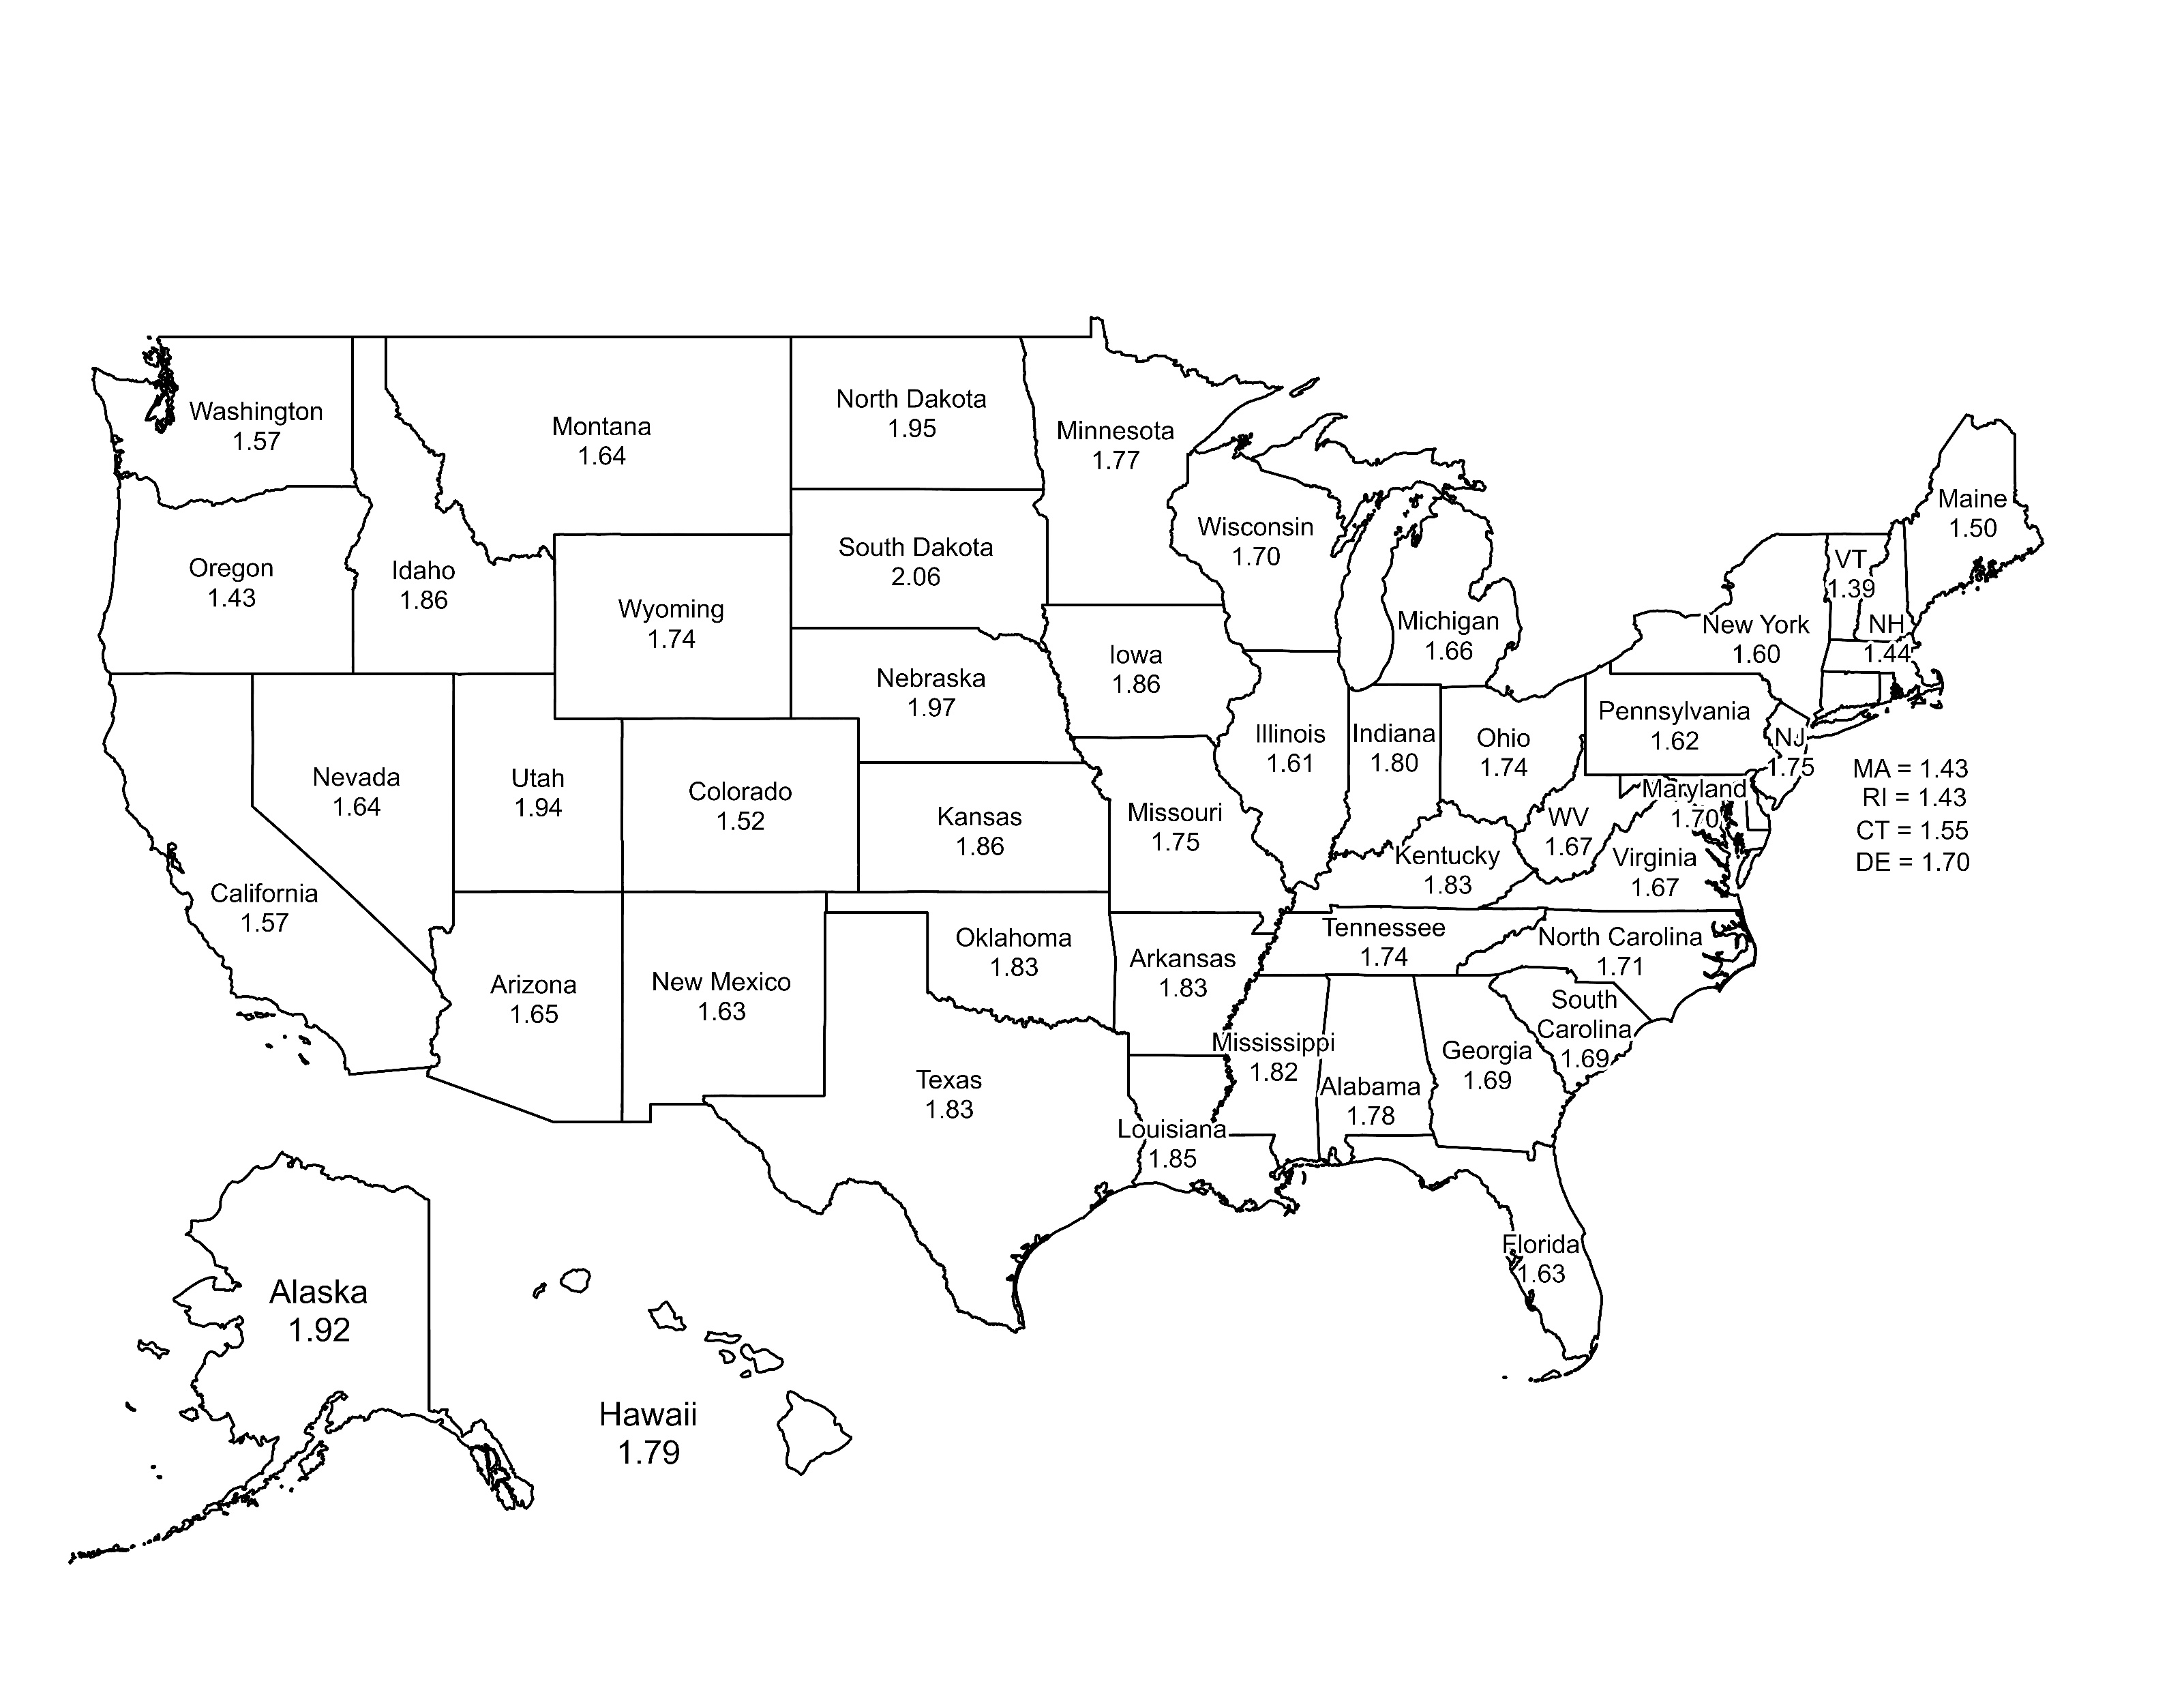 Washington
1.57
Montana
1.64
North Dakota
1.95
Minnesota
1.77
Oregon
1.43
Idaho
1.86
Wyoming
1.74
South Dakota
2.06
Wisconsin
1.70
Michigan
1.66
Maine
1.50
VT
1.39
NH
1.44
New York
1.60
Nebraska
1.97
Iowa
1.86
Illinois
1.61
Indiana
1.80
Ohio
1.74
Pennsylvania
1.62
NJ
1.75
MA = 1.43
RI = 1.43
CT = 1.55
DE = 1.70
Nevada
1.64
Utah
1.94
Colorado
1.52
Kansas
1.86
Missouri
1.75
Kentucky
1.83
WV
1.67
Maryland
1.70
Virginia
1.67
California
1.57
Arizona
1.65
New Mexico
1.63
Oklahoma
1.83
Arkansas
1.83
Tennessee
1.74
North Carolina
1.71
South
Carolina
1.69
Texas
1.83
Louisiana
1.85
Mississippi
1.82
Alabama
1.78
Georgia
1.69
Florida
1.63
Alaska
1.92
Hawaii
1.79